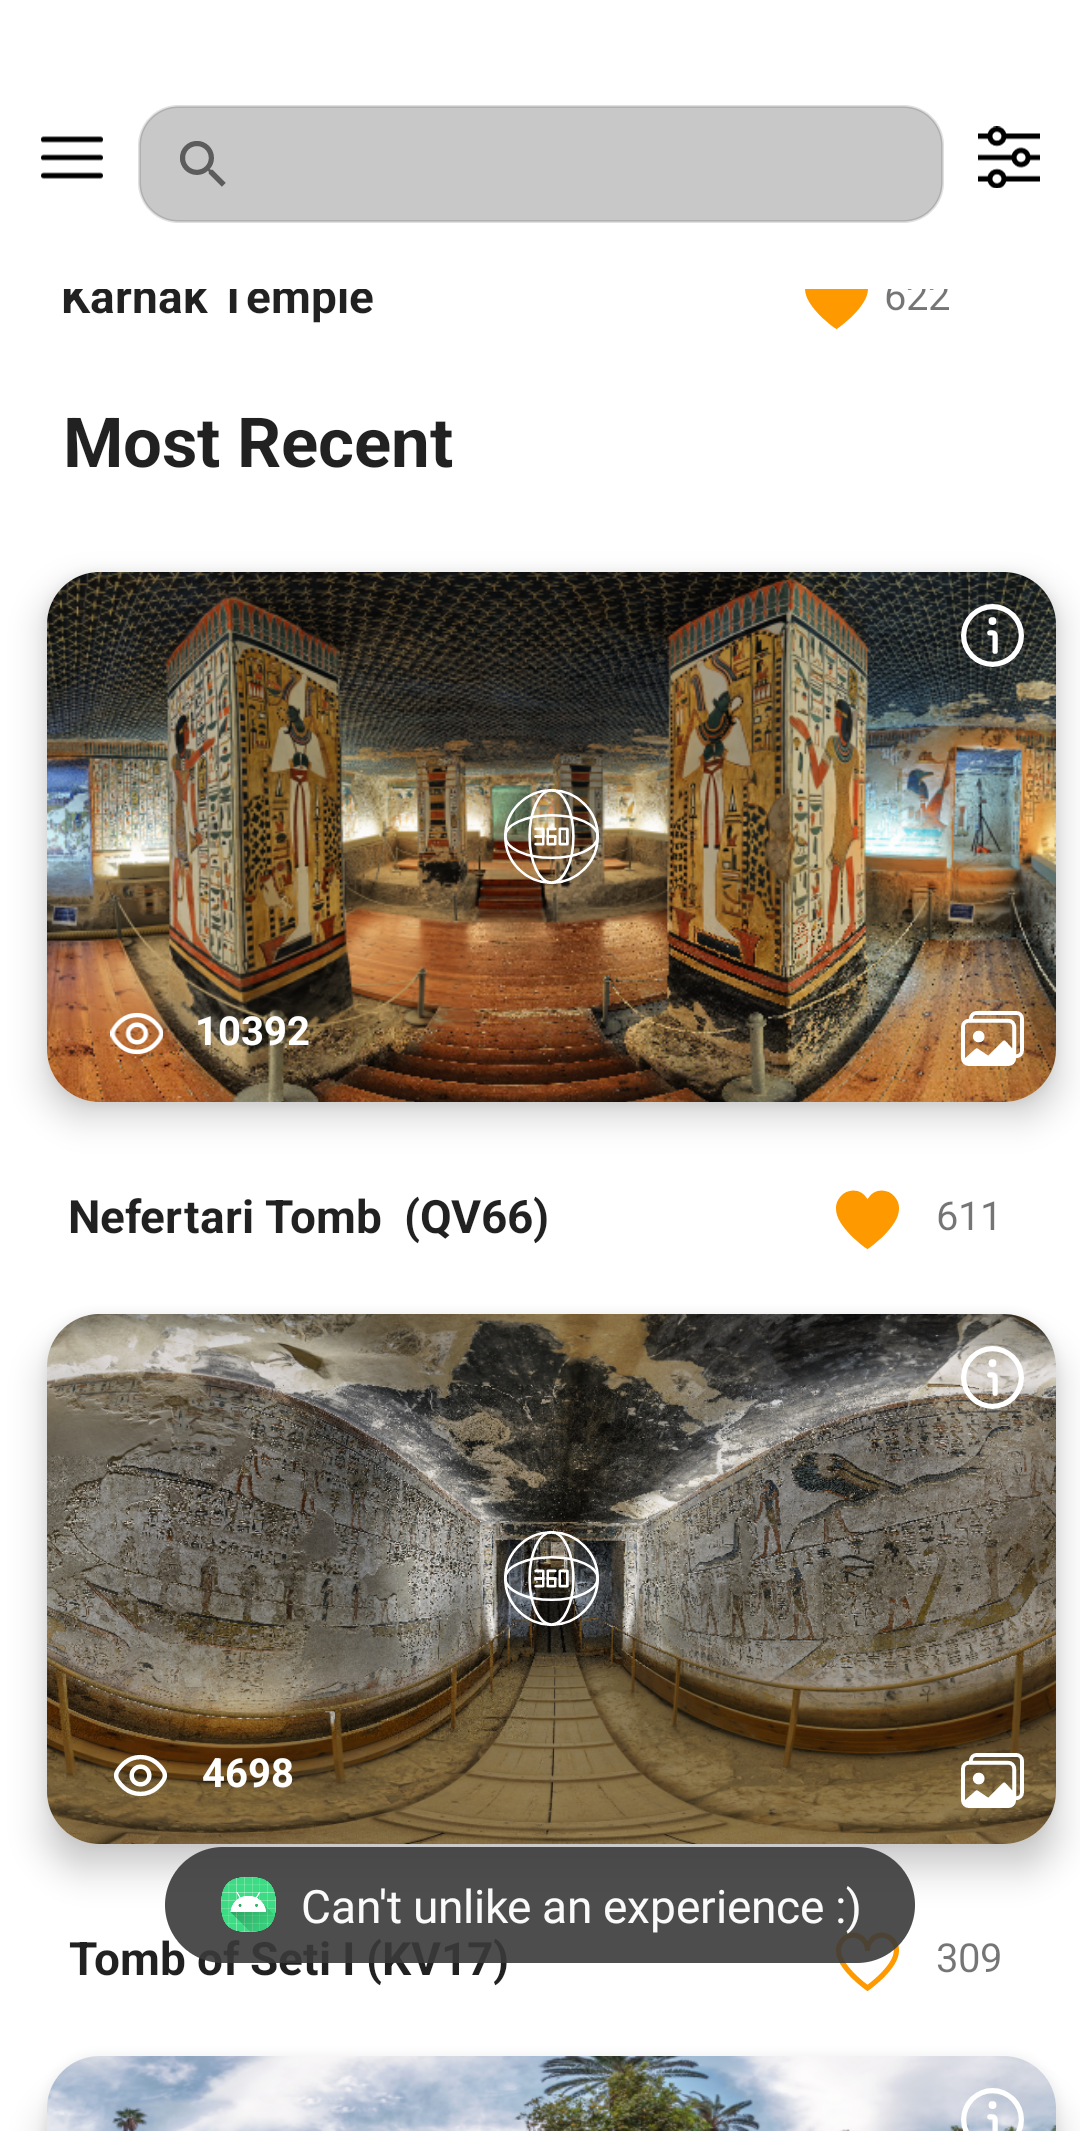 Karnak Temple
622
Most Recent
360
10392
Nefertari Tomb (QV66)
611
360
4698
Can't unlike an experience :)
Tomb of Seti I (KV17)
309